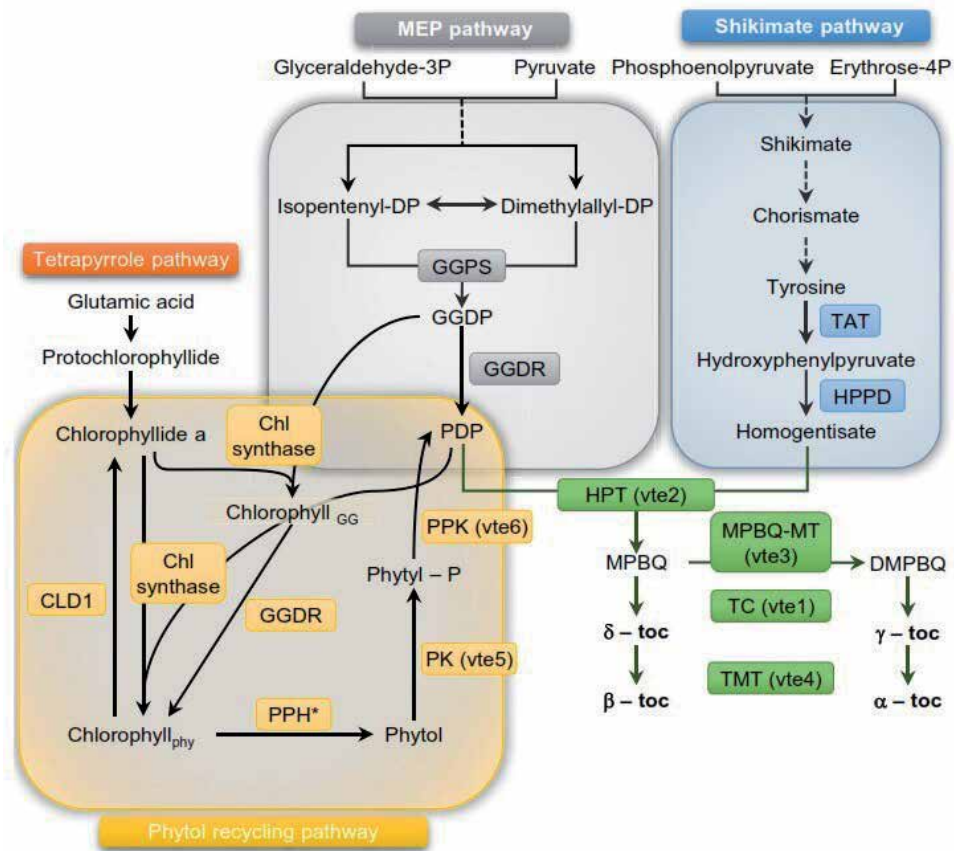 MEP pathway
Shikimate pathway
Glyceraldehyde-3P
Pyruvate
Phosphoenolpyruvate
Erythrose-4P
Shikimate
Isopentenyl-DP
Dimethylallyl-DP
Chorismate
Tetrapyrrole pathway
GGPS
Tyrosine
Glutamic acid
GGDP
TAT
Protochlorophyllide
GGDR
Hydroxyphenylpyruvate
HPPD
Chlorophyllide a
Chl
synthase
PDP
Homogentisate
Chlorophyll GG
HPT (vte2)
PPK (vte6)
MPBQ-MT
(vte3)
Chl
synthase
Phytyl – P
MPBQ
DMPBQ
CLD1
GGDR
TC (vte1)
δ – toc
γ – toc
PK (vte5)
TMT (vte4)
PPH*
β – toc
α – toc
Chlorophyllphy
Phytol
Phytol recycling pathway